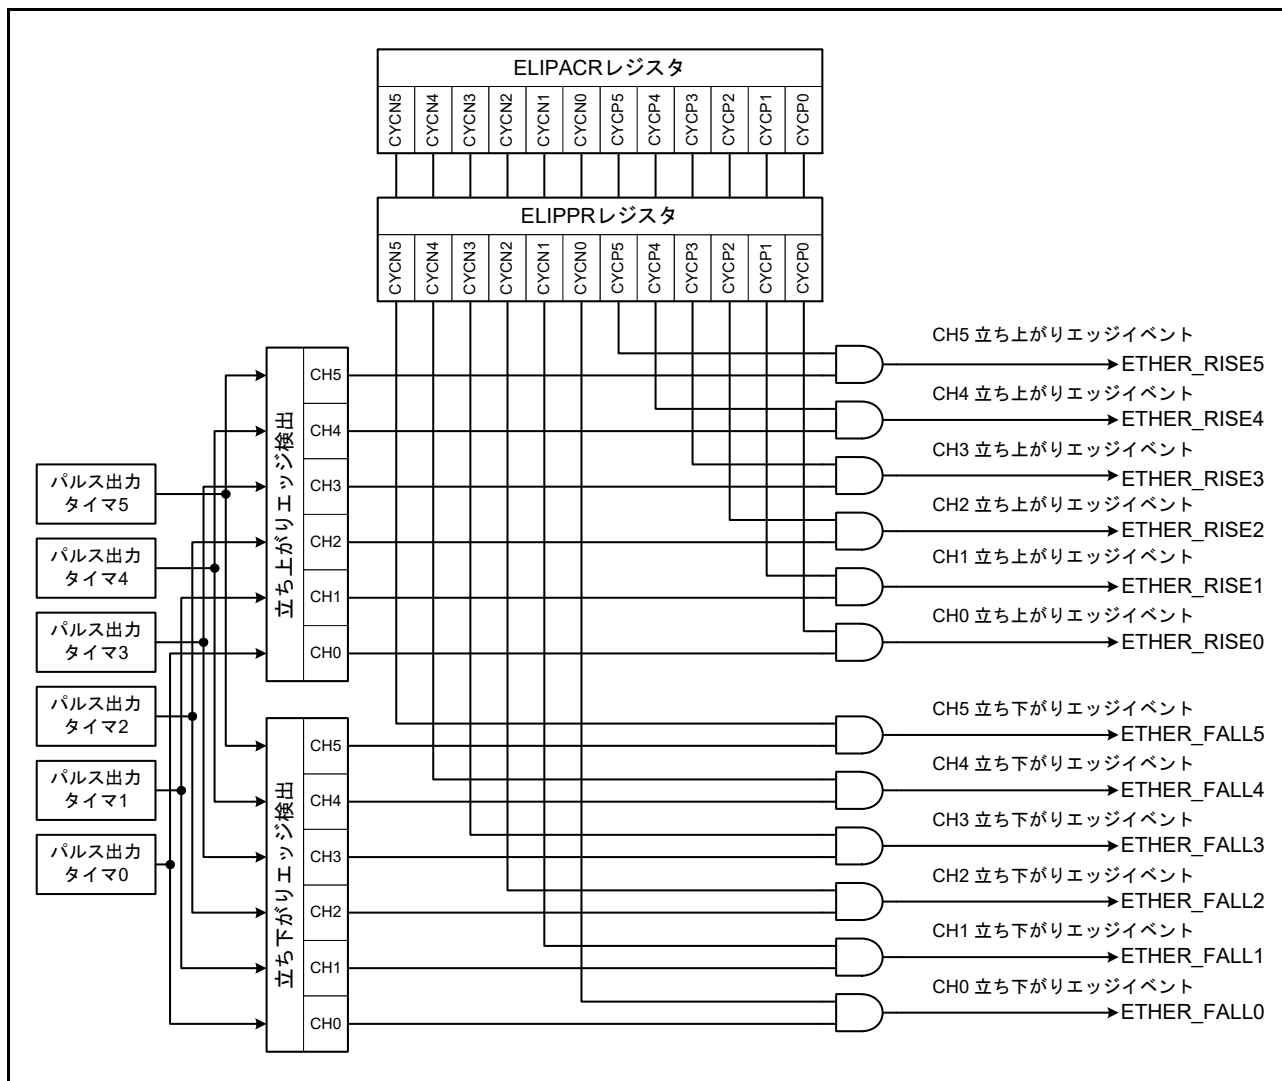 ELIPACRレジスタ
CYCN5
CYCN4
CYCN3
CYCN2
CYCN1
CYCN0
CYCP5
CYCP4
CYCP3
CYCP2
CYCP1
CYCP0
ELIPPRレジスタ
CYCN5
CYCN4
CYCN3
CYCN2
CYCN1
CYCN0
CYCP5
CYCP4
CYCP3
CYCP2
CYCP1
CYCP0
パルス出力
タイマ5
パルス出力
タイマ4
パルス出力
タイマ3
パルス出力
タイマ2
パルス出力
タイマ1
パルス出力
タイマ0
立ち上がりエッジ検出
CH5
CH4
CH3
CH2
CH1
CH0
立ち下がりエッジ検出
CH5
CH4
CH3
CH2
CH1
CH0
CH5 立ち上がりエッジイベント
ETHER_RISE5
CH4 立ち上がりエッジイベント
ETHER_RISE4
CH3 立ち上がりエッジイベント
ETHER_RISE3
CH2 立ち上がりエッジイベント
ETHER_RISE2
CH1 立ち上がりエッジイベント
ETHER_RISE1
CH0 立ち上がりエッジイベント
ETHER_RISE0
CH5 立ち下がりエッジイベント
ETHER_FALL5
CH4 立ち下がりエッジイベント
ETHER_FALL4
CH3 立ち下がりエッジイベント
ETHER_FALL3
CH2 立ち下がりエッジイベント
ETHER_FALL2
CH1 立ち下がりエッジイベント
ETHER_FALL1
CH0 立ち下がりエッジイベント
ETHER_FALL0